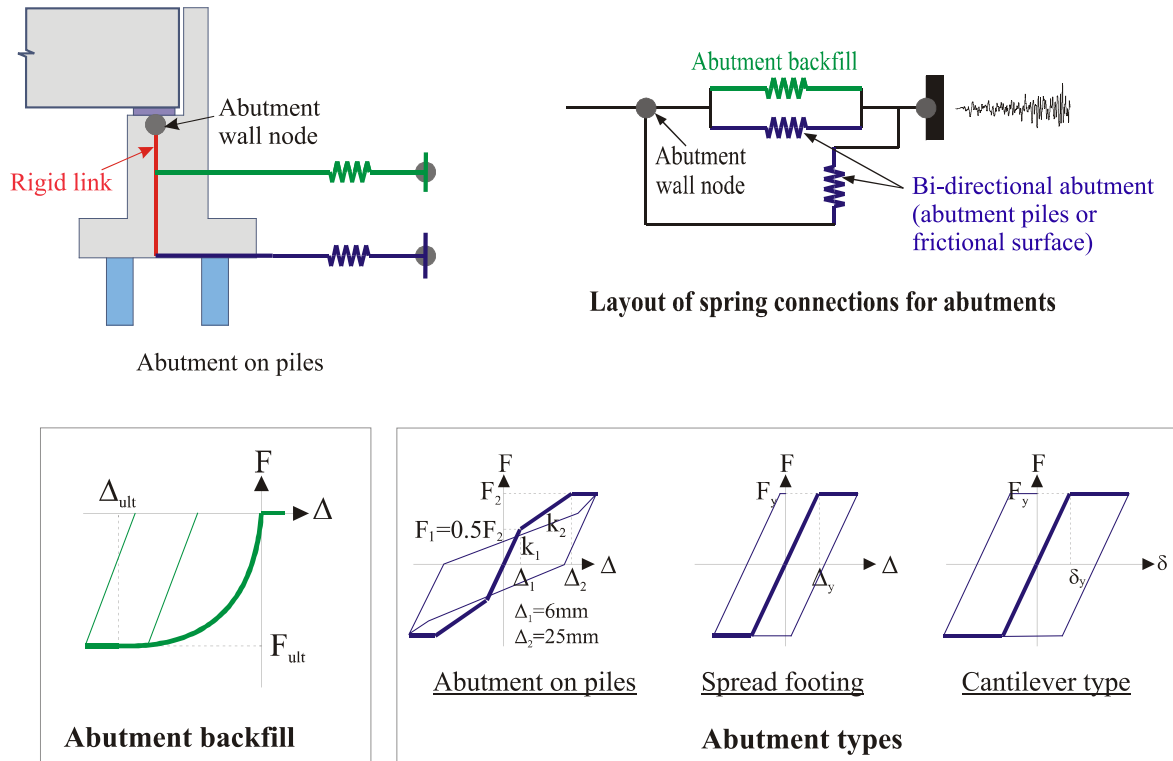 Abutment
wall node
Rigid link
Abutment on piles
Abutment backfill
Abutment
wall node
Bi-directional abutment
(abutment piles or
frictional surface)
Layout of spring connections for abutments
F
Δult
Δ
Fult
Abutment backfill
F
F2
F1=0.5F2
k2
k1
Δ1
Δ2
Δ
Δ1=6mm
Δ2=25mm
Abutment on piles
F
Fy
Δy
Δ
Spread footing
F
Fy
δy
δ
Cantilever type
Abutment types